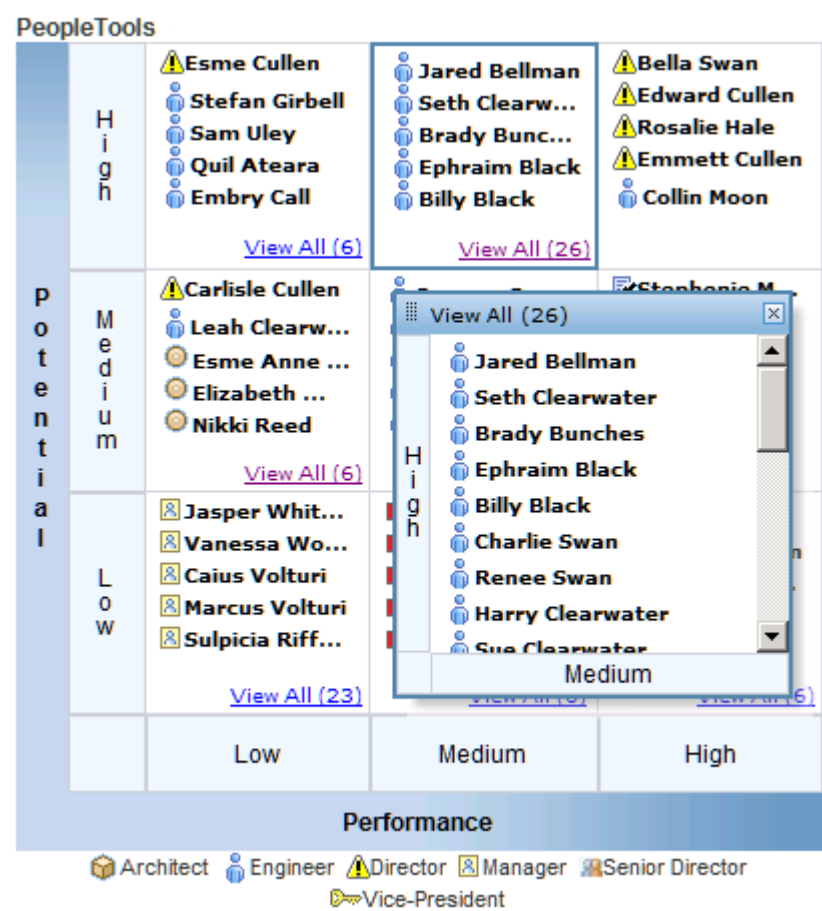 PeopleTools
Potential
High
Esme Cullen
Stefan Girbell
Sam Uley
Quil Ateara
Embry Call
View All (6)
Jared Bellman
Seth Clearw...
Brady Bunc...
Ephraim Black
Billy Black
View All (26)
Bella Swan
Edward Cullen
Rosalie Hale
Emmett Cullen
Collin Moon
Medium
Carlisle Cullen
Leah Clearw...
Esme Anne ...
Elizabeth ...
Nikki Reed
View All (6)
Stephenie M...
View All (26)
High
Jared Bellman
Seth Clearwater
Brady Bunches
Ephraim Black
Billy Black
Charlie Swan
Renee Swan
Harry Clearwater
Sue Clearwater
Medium
Low
Jasper Whit...
Vanessa Wo...
Caius Volturi
Marcus Volturi
Sulpicia Riff...
View All (23)
Low
Medium
High
Performance
Architect Engineer Director Manager Senior Director
Vice-President